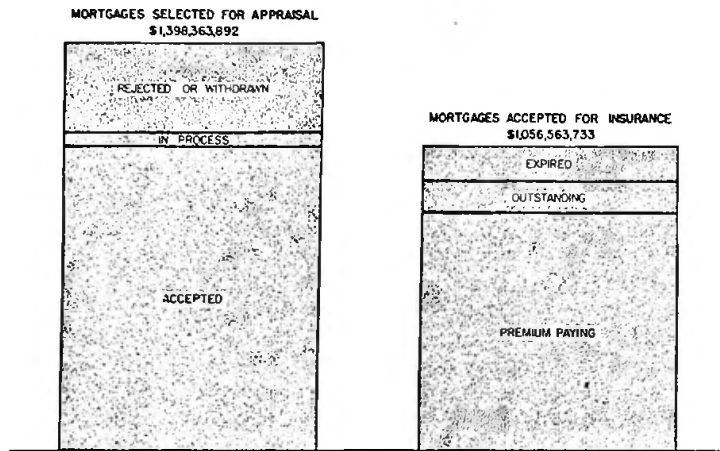 MORTGAGES SELECTED FOR APPRAISAL
$1,398,363,892
REJECTED OR WITHDRAWN
IN PROCESS
ACCEPTED
MORTGAGES ACCEPTED FOR INSURANCE
$1,056,563,733
EXPIRED
OUTSTANDING
PREMIUM PAYING